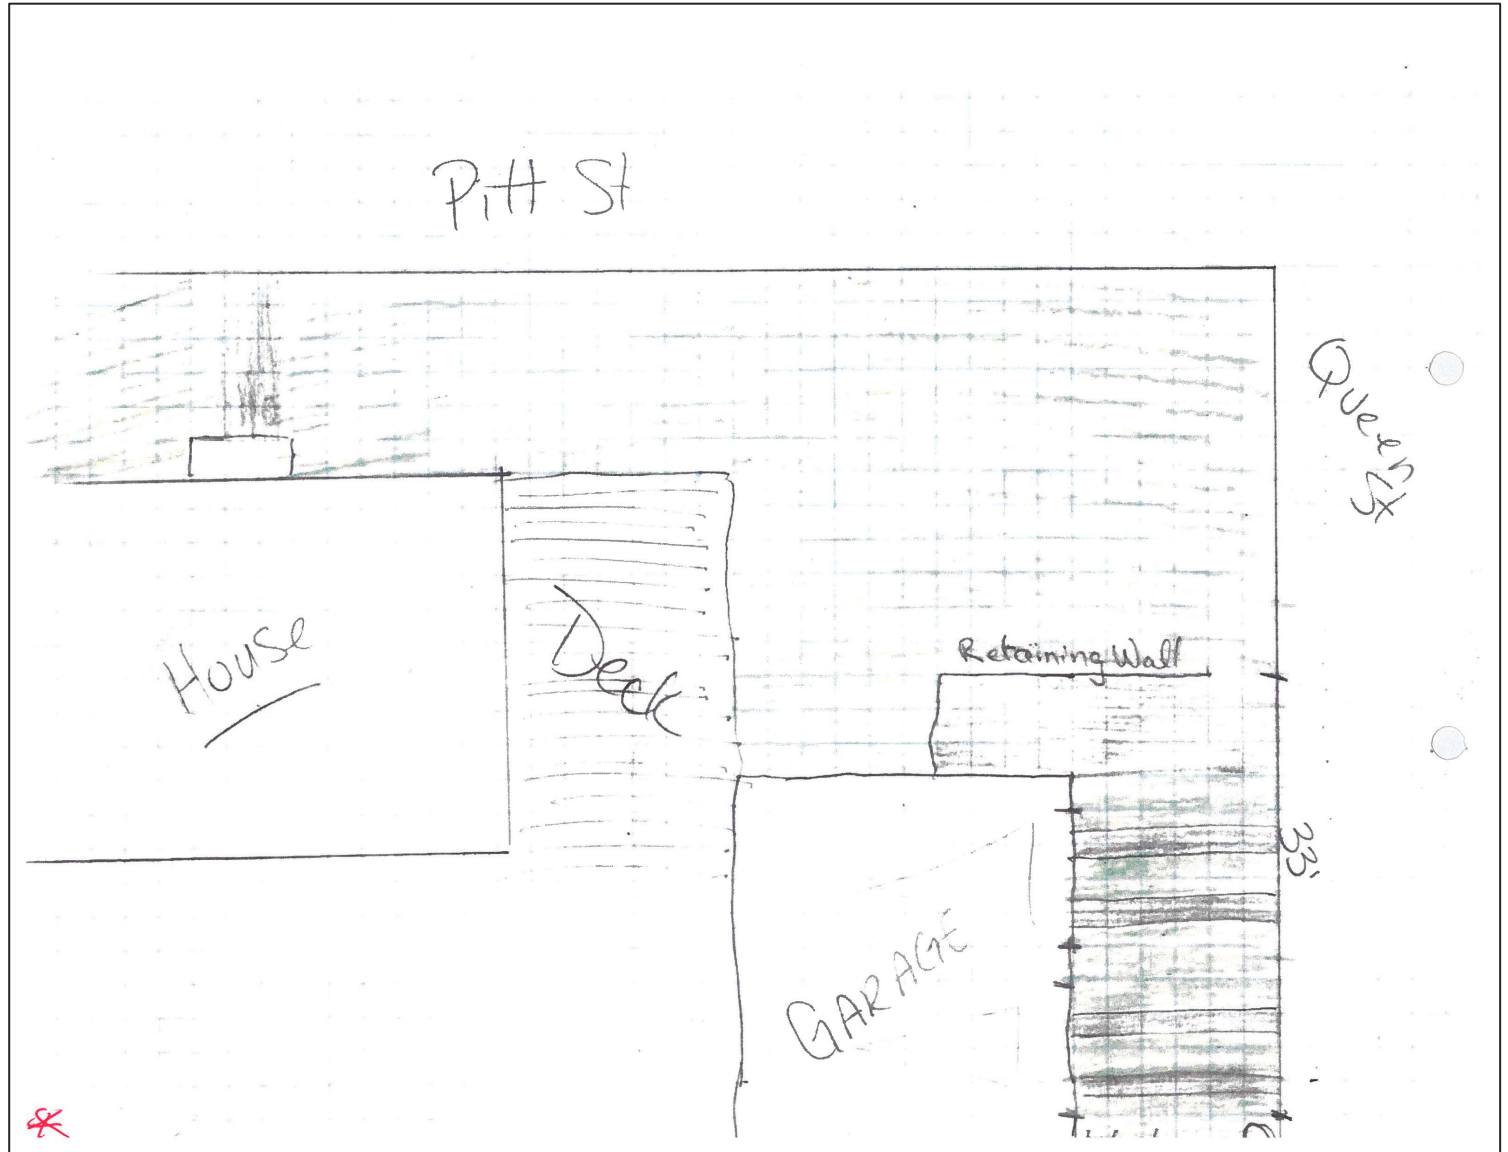 Pitt St
Queen St
House
Deck
Retaining Wall
33'
GARAGE